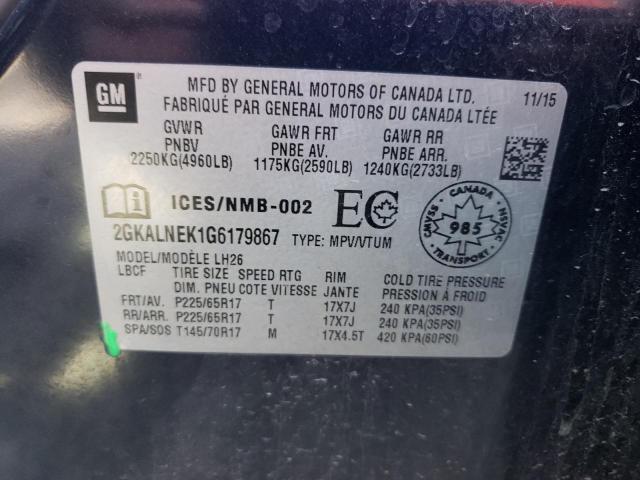 GM
MFD BY GENERAL MOTORS OF CANADA LTD. 11/15
FABRIQUÉ PAR GENERAL MOTORS DU CANADA LTÉE
GVWR GAWR FRT GAWR RR
PNBV PNBE AV. PNBE ARR.
2250KG(4960LB) 1175KG(2590LB) 1240KG(2733LB)
ICES/NMB-002 EC
CANADA
CMVSS 985 NSVAC
TRANSPORT
2GKALNEK1G6179867 TYPE: MPV/VTUM
MODEL/MODÈLE LH26
LBCF TIRE SIZE SPEED RTG RIM COLD TIRE PRESSURE
DIM. PNEU COTE VITESSE JANTE PRESSION À FROID
FRT/AV. P225/65R17 T 17X7J 240 KPA(35PSI)
RR/ARR. P225/65R17 T 17X7J 240 KPA(35PSI)
SPA/SOS T145/70R17 M 17X4.5T 420 KPA(60PSI)